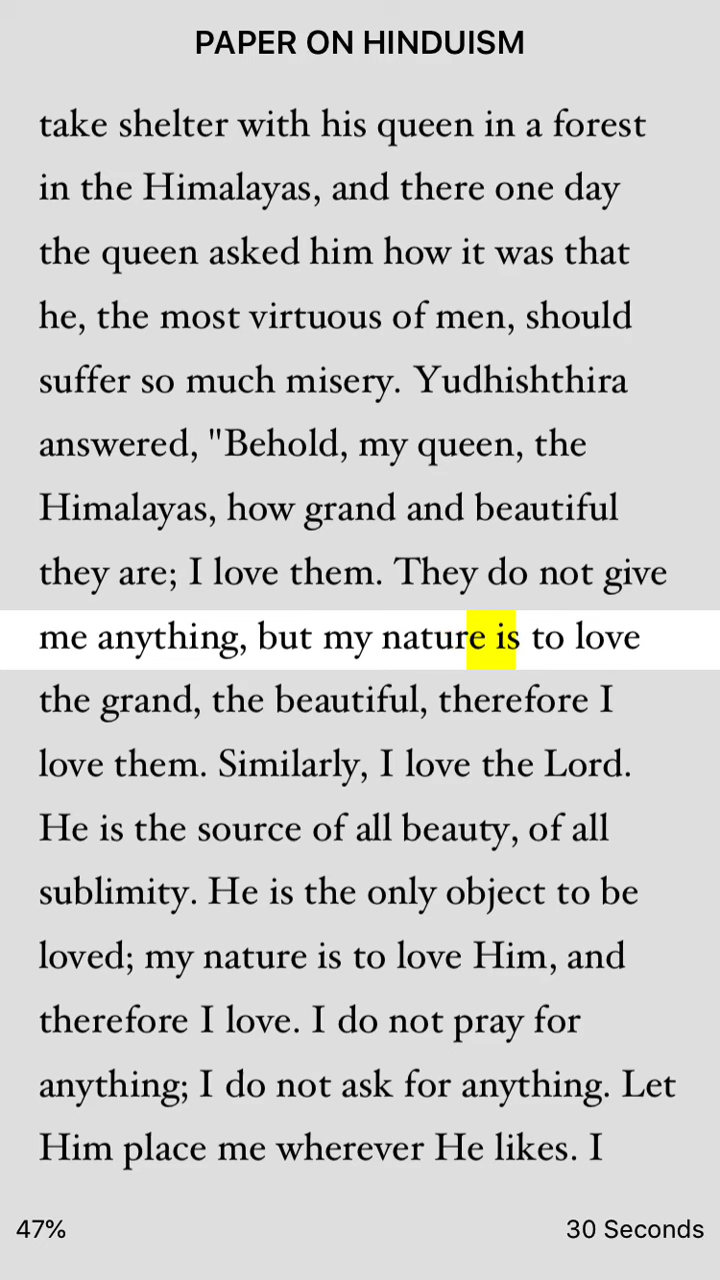 PAPER ON HINDUISM
take shelter with his queen in a forest
in the Himalayas, and there one day
the queen asked him how it was that
he, the most virtuous of men, should
suffer so much misery. Yudhishthira
answered, "Behold, my queen, the
Himalayas, how grand and beautiful
they are; I love them. They do not give
me anything, but my nature is to love
the grand, the beautiful, therefore I
love them. Similarly, I love the Lord.
He is the source of all beauty, of all
sublimity. He is the only object to be
loved; my nature is to love Him, and
therefore I love. I do not pray for
anything; I do not ask for anything. Let
Him place me wherever He likes. I
47%
30 Seconds